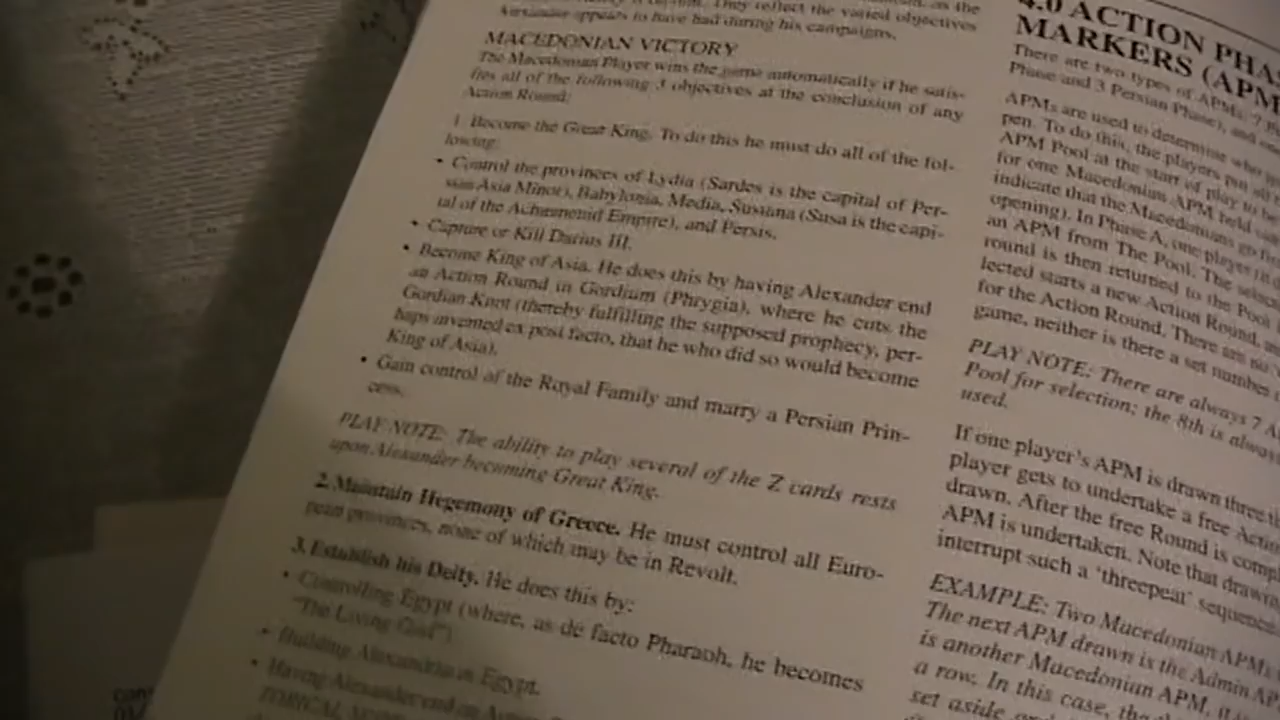 They reflect the varied objectives
Alexander appears to have had during his campaigns.
MACEDONIAN VICTORY
The Macedonian Player wins the game automatically if he satis-
fies all of the following 3 objectives at the conclusion of any
Action Round:
1. Become the Great King. To do this he must do all of the fol-
lowing:
• Control the provinces of Lydia (Sardes is the capital of Per-
sian Asia Minor), Babylonia, Media, Susiana (Susa is the capi-
tal of the Achaemenid Empire), and Persis.
• Capture or Kill Darius III.
• Become King of Asia. He does this by having Alexander end
an Action Round in Gordium (Phrygia), where he cuts the
Gordian Knot (thereby fulfilling the supposed prophecy, per-
haps invented ex post facto, that he who did so would become
King of Asia).
• Gain control of the Royal Family and marry a Persian Prin-
cess.
PLAY NOTE: The ability to play several of the Z cards rests
upon Alexander becoming Great King.
2. Maintain Hegemony of Greece. He must control all Euro-
pean provinces, none of which may be in Revolt.
3. Establish his Deity. He does this by:
• Controlling Egypt (where, as de facto Pharaoh, he becomes
"The Living God")
• Building Alexandria in Egypt.
• Having Alexander end an Action
4.0 ACTION PHA
MARKERS (APM
There are two types of APMs: 7
Phase and 3 Persian Phase), and
APMs are used to determine who
pen. To do this, the players put all
APM Pool at the start of play to be
for one Macedonian APM held
indicate that the Macedonians go
opening). In Phase A, one player
an APM from The Pool. The
round is then returned to the Pool
lected starts a new Action Round,
for the Action Round. There are no
game, neither is there a set number
PLAY NOTE: There are always 7
Pool for selection; the 8th is always
used.
If one player's APM is drawn three
player gets to undertake a free
drawn. After the free Round is
APM is undertaken. Note that
interrupt such a 'threepeat'
EXAMPLE: Two Macedonian APMs
The next APM drawn is the Admin
is another Macedonian APM.
a row. In this case,
set aside